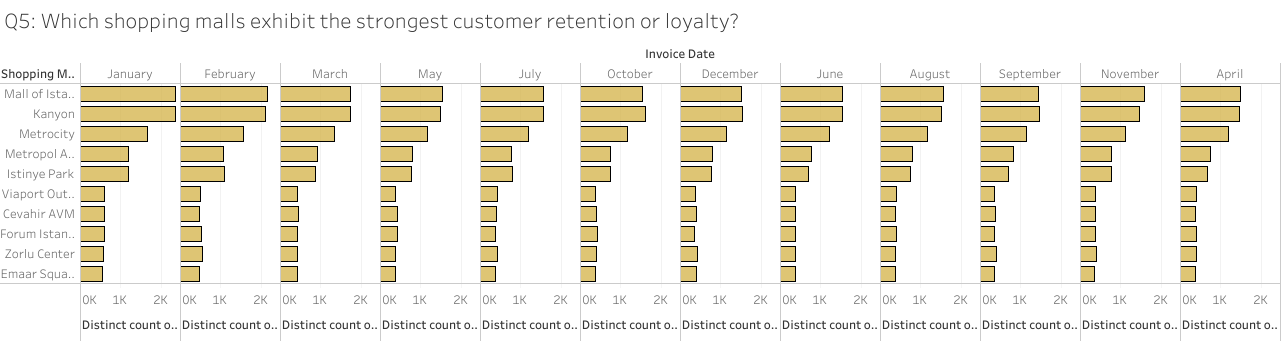 Q5: Which shopping malls exhibit the strongest customer retention or loyalty?
Invoice Date
Shopping M.. January February March May July October December June August September November April
Mall of Ista..
Kanyon
Metrocity
Metropol A..
Istinye Park
Viaport Out..
Cevahir AVM
Forum Istan..
Zorlu Center
Emaar Squa..
0K 1K 2K 0K 1K 2K 0K 1K 2K 0K 1K 2K 0K 1K 2K 0K 1K 2K 0K 1K 2K 0K 1K 2K 0K 1K 2K 0K 1K 2K 0K 1K 2K 0K 1K 2K
Distinct count o.. Distinct count o.. Distinct count o.. Distinct count o.. Distinct count o.. Distinct count o.. Distinct count o.. Distinct count o.. Distinct count o.. Distinct count o.. Distinct count o.. Distinct count o..